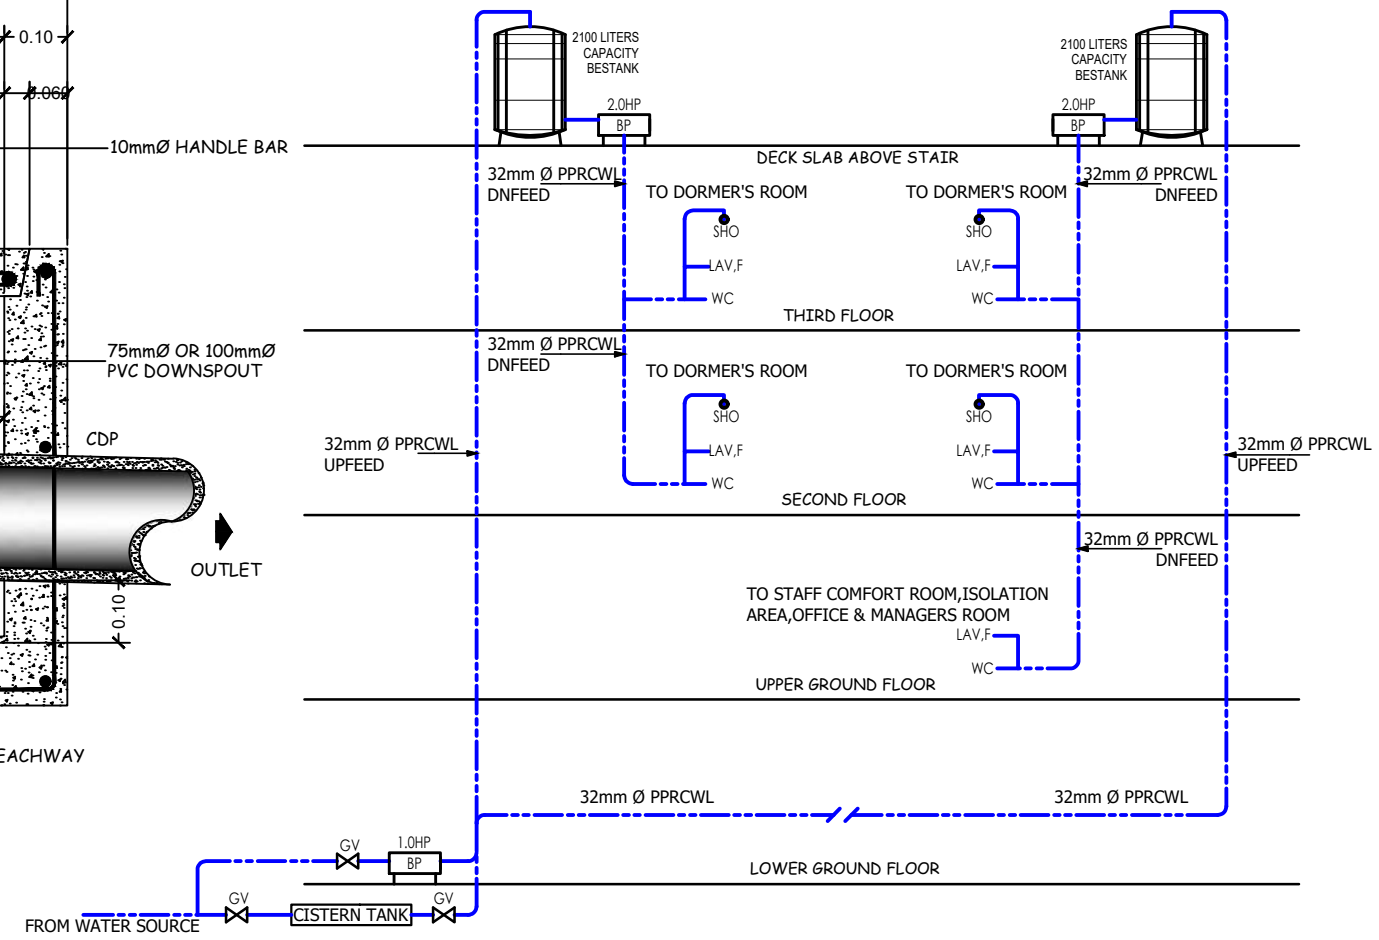 0.10
0.060
10mmØ HANDLE BAR
75mmØ OR 100mmØ
PVC DOWNSPOUT
CDP
OUTLET
0.10
EACHWAY
2100 LITERS
CAPACITY
BESTANK
2.0HP
BP
2100 LITERS
CAPACITY
BESTANK
2.0HP
BP
DECK SLAB ABOVE STAIR
32mm Ø PPRCWL
DNFEED
TO DORMER'S ROOM
SHO
LAV,F
WC
TO DORMER'S ROOM
SHO
LAV,F
WC
32mm Ø PPRCWL
DNFEED
THIRD FLOOR
32mm Ø PPRCWL
DNFEED
TO DORMER'S ROOM
SHO
LAV,F
WC
TO DORMER'S ROOM
SHO
LAV,F
WC
32mm Ø PPRCWL
UPFEED
32mm Ø PPRCWL
UPFEED
SECOND FLOOR
32mm Ø PPRCWL
DNFEED
TO STAFF COMFORT ROOM,ISOLATION
AREA,OFFICE & MANAGERS ROOM
LAV,F
WC
UPPER GROUND FLOOR
32mm Ø PPRCWL
32mm Ø PPRCWL
GV
1.0HP
BP
LOWER GROUND FLOOR
GV
CISTERN TANK
GV
FROM WATER SOURCE